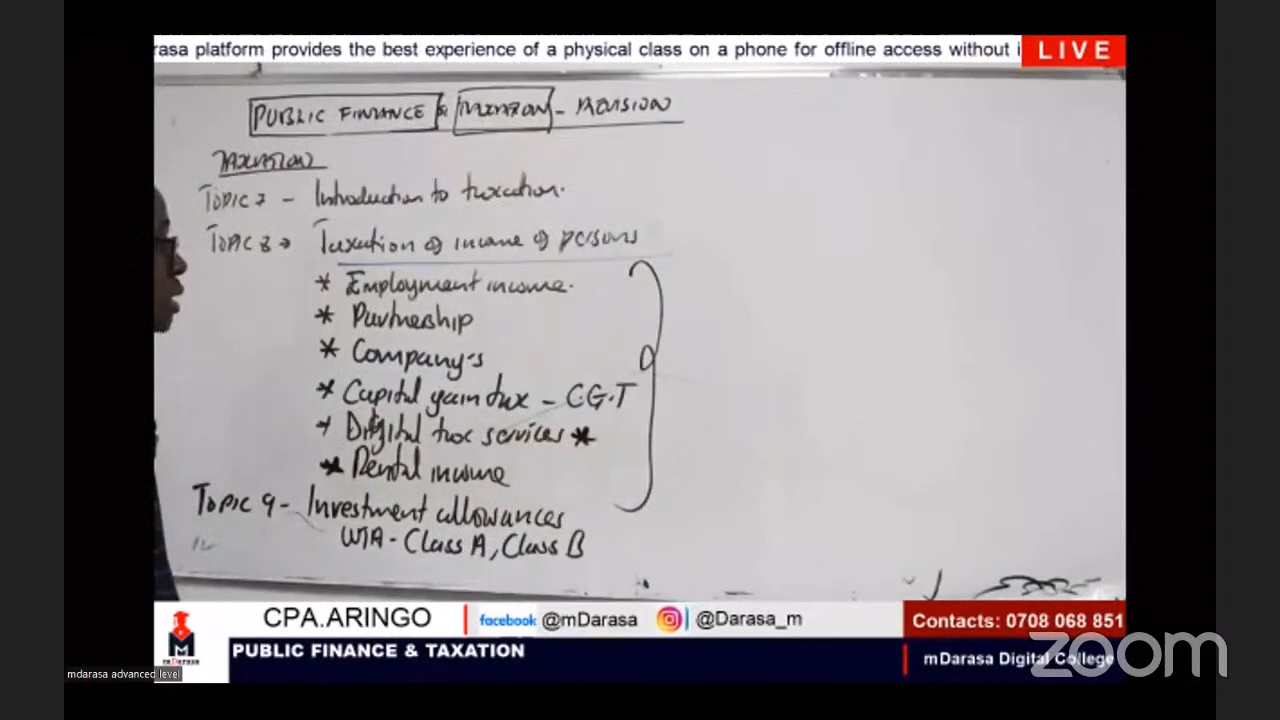 rasa platform provides the best experience of a physical class on a phone for offline access without i
LIVE
PUBLIC FINANCE & TAXATION - REVISION
TAXATION
TOPIC 7 - Introduction to taxation.
TOPIC 8 → Taxation of income of persons
* Employment income.
* Partnership
* Company's
* Capital gain tax - C.G.T
* Digital tax services *
* Rental income
TOPIC 9 - Investment allowances
WTA - Class A, Class B
CPA.ARINGO
facebook @mDarasa
@Darasa_m
Contacts: 0708 068 851
mDarasa
PUBLIC FINANCE & TAXATION
mDarasa Digital College
zoom
mdarasa advanced level